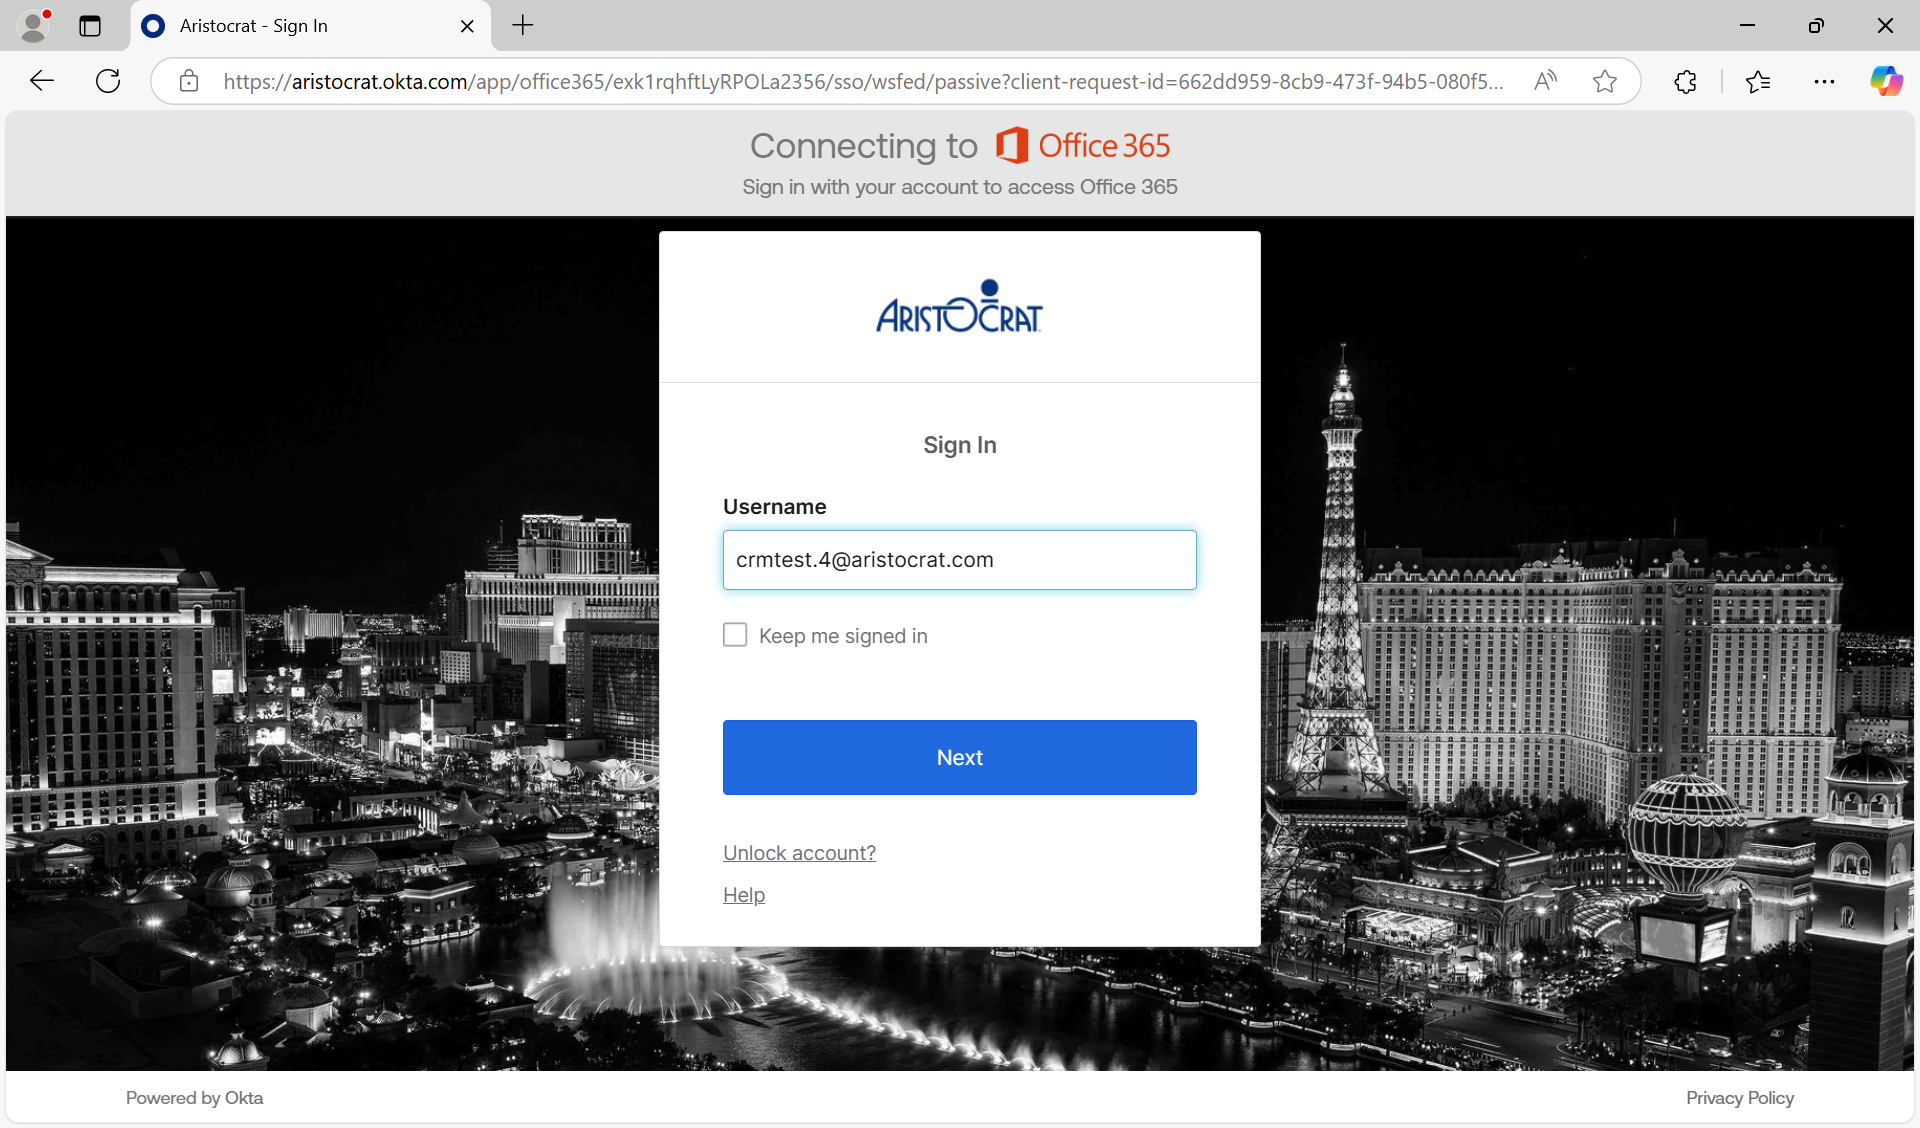 Aristocrat - Sign In
https://aristocrat.okta.com/app/office365/exk1rqhftLyRPOLa2356/sso/wsfed/passive?client-request-id=662dd959-8cb9-473f-94b5-080f5...
Connecting to Office 365
Sign in with your account to access Office 365
ARISTOCRAT
Sign In
Username
crmtest.4@aristocrat.com
Keep me signed in
Next
Unlock account?
Help
Powered by Okta
Privacy Policy